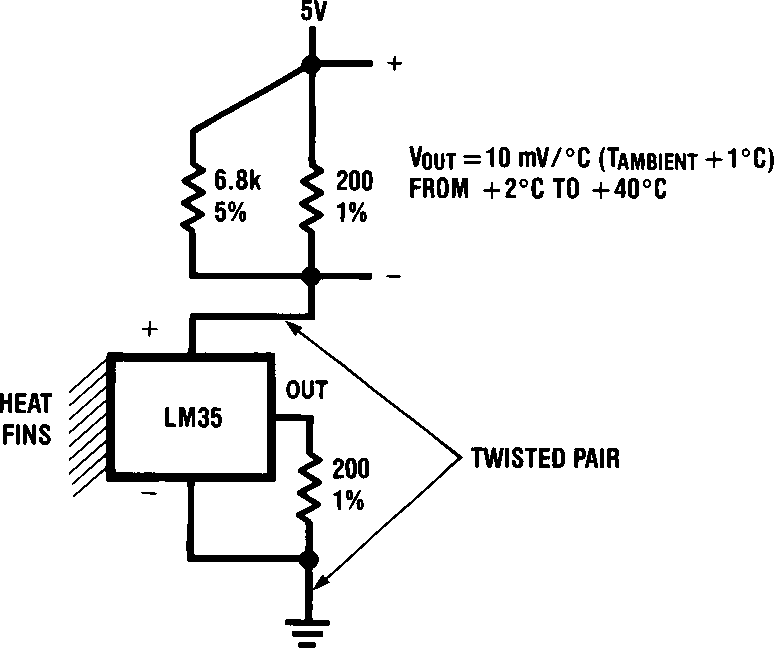 5V
+
6.8k
5%
200
1%
VOUT = 10 mV/°C (TAMBIENT + 1°C)
FROM +2°C TO +40°C
−
+
OUT
LM35
HEAT
FINS
200
1%
TWISTED PAIR
−